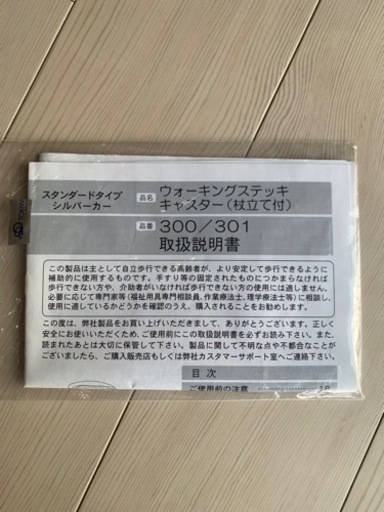 スタンダードタイプ
シルバーカー
品名 ウォーキングステッキ
キャスター(杖立て付)
品番 300/301
取扱説明書
この製品は主として自立歩行できる高齢者が、より安定して歩行できるように
補助的に使用するものです。手すり等の固定されたものにつかまらなければ
歩行できない方や、介助者がいなければ歩行できない方の使用には適しません。
必要に応じて専門家等(福祉用具専門相談員、作業療法士、理学療法士等)に相談し、
使用に適しているかどうかを確認のうえ、購入されることをお勧めします。
この度は、弊社製品をお買い上げいただきまして、ありがとうございます。正しく
安全にお使いいただくため、ご使用前にこの取扱説明書を必ずお読みください。また、
読まれたあとは大切に保管して下さい。製品に関して不明な点や不都合なことが
ございましたら、ご購入販売店もしくは弊社カスタマーサポート室へご連絡下さい。
目次
ご使用前の注意